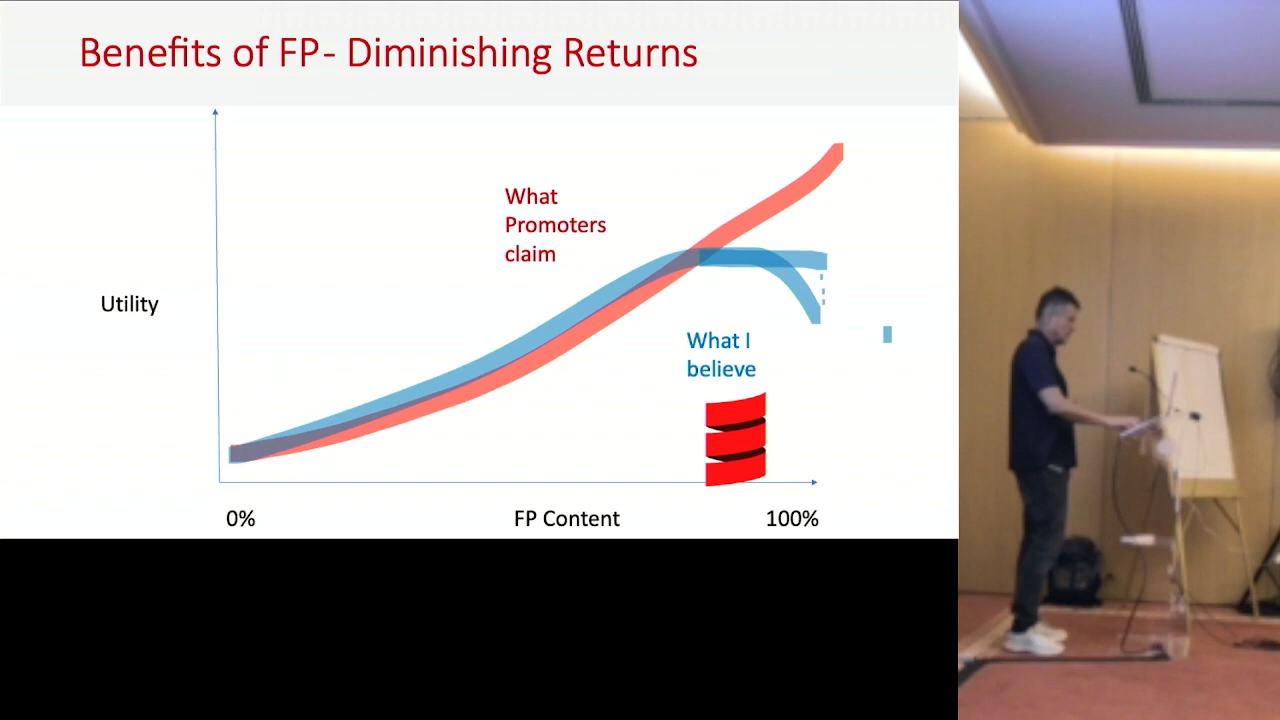 Benefits of FP- Diminishing Returns
What
Promoters
claim
Utility
What I
believe
0%
FP Content
100%